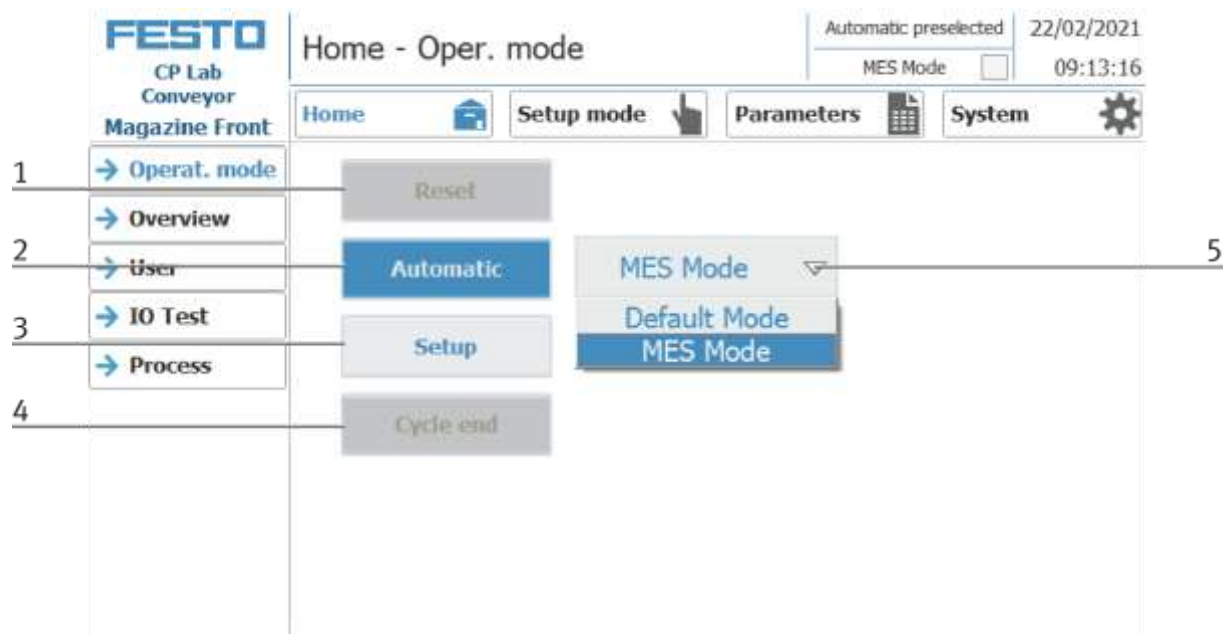 FESTO
CP Lab
Conveyor
Magazine Front
Home - Oper. mode
Automatic preselected
MES Mode
22/02/2021
09:13:16
Home
Setup mode
Parameters
System
1
Operat. mode
Overview
2
User
IO Test
3
Process
4
Reset
Automatic
Setup
Cycle end
MES Mode
Default Mode
MES Mode
5